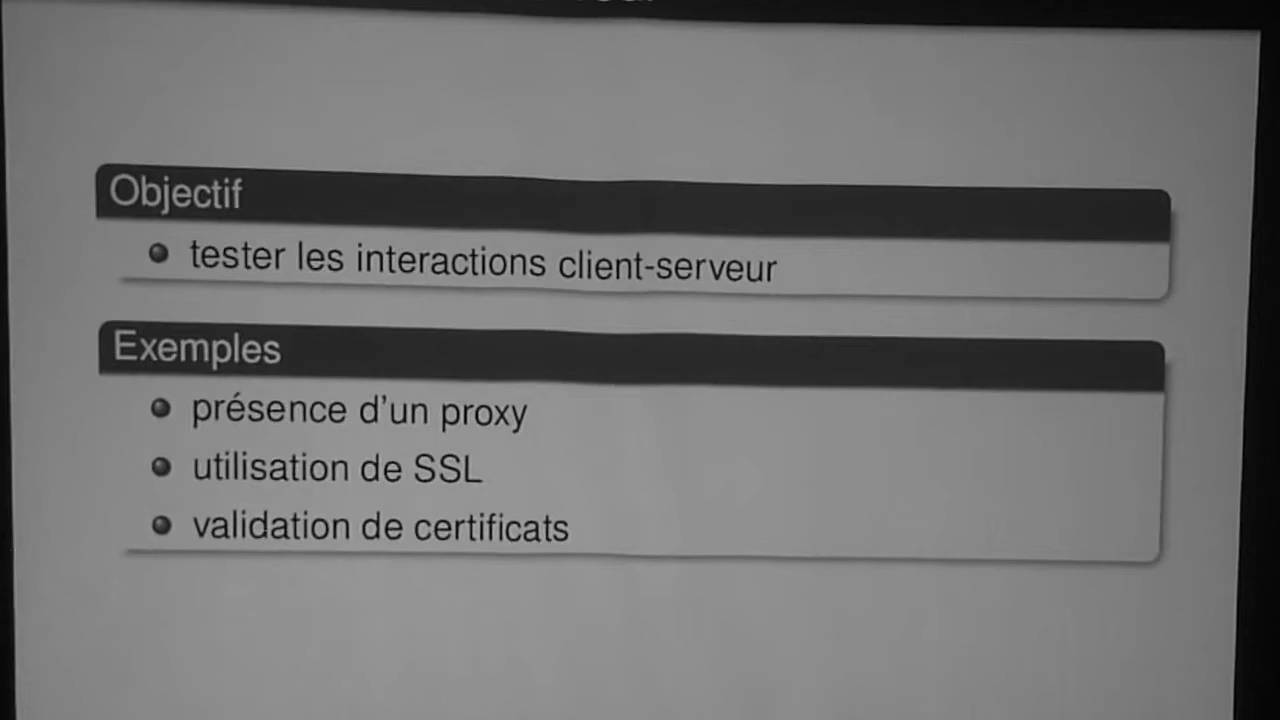 Objectif
tester les interactions client-serveur
Exemples
présence d'un proxy
utilisation de SSL
validation de certificats